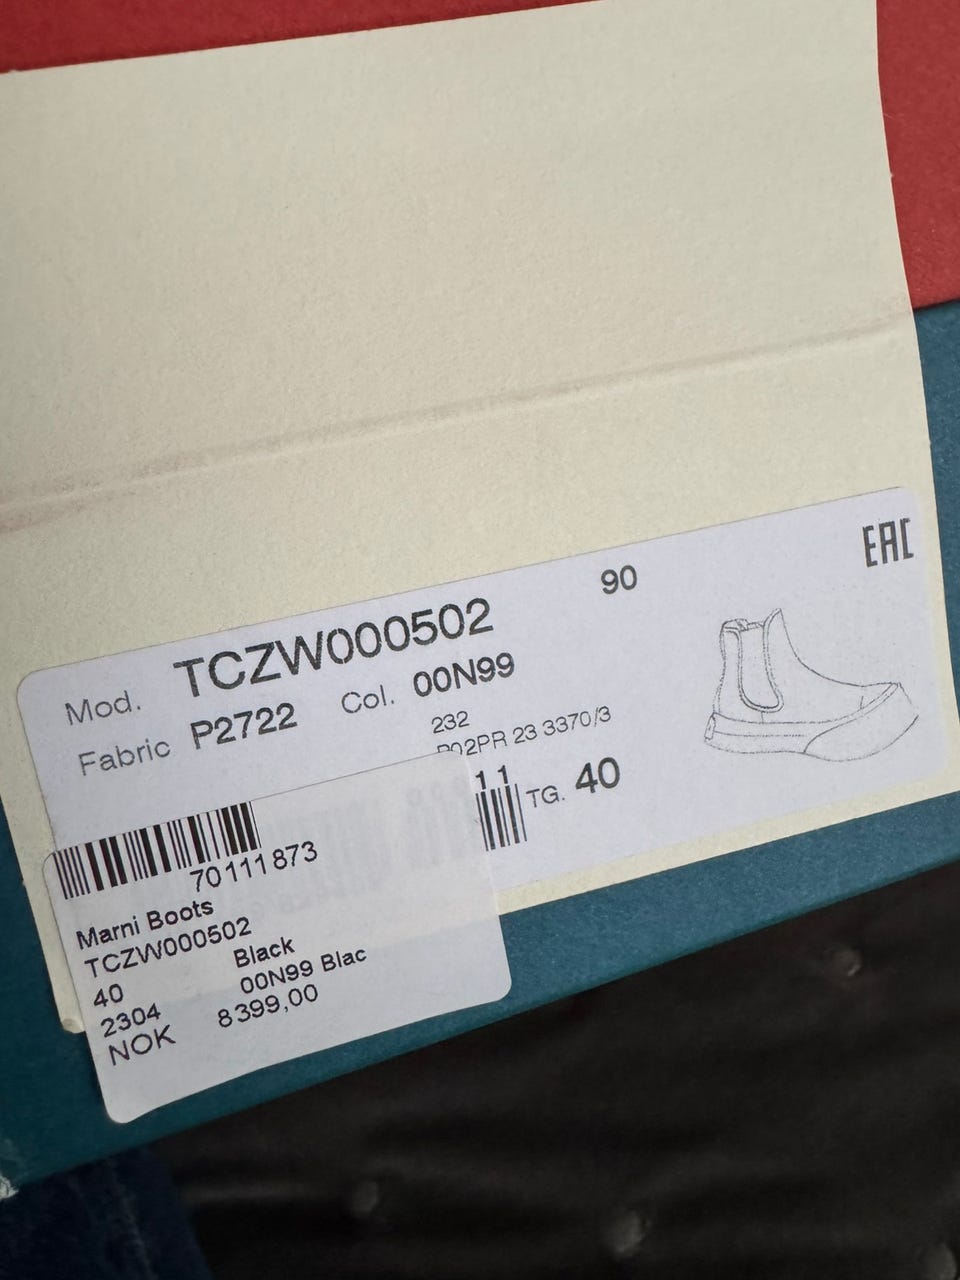 EAC
90
Mod. TCZW000502
Fabric P2722 Col. 00N99
232
P02PR 23 3370/3
11
TG. 40
70111873
Marni Boots
TCZW000502
40 Black
2304 00N99 Blac
NOK 8399,00